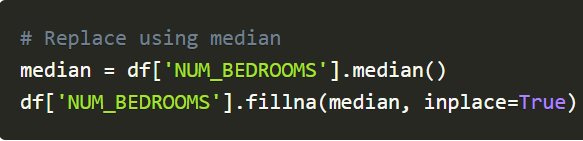 # Replace using median
median = df['NUM_BEDROOMS'].median()
df['NUM_BEDROOMS'].fillna(median, inplace=True)